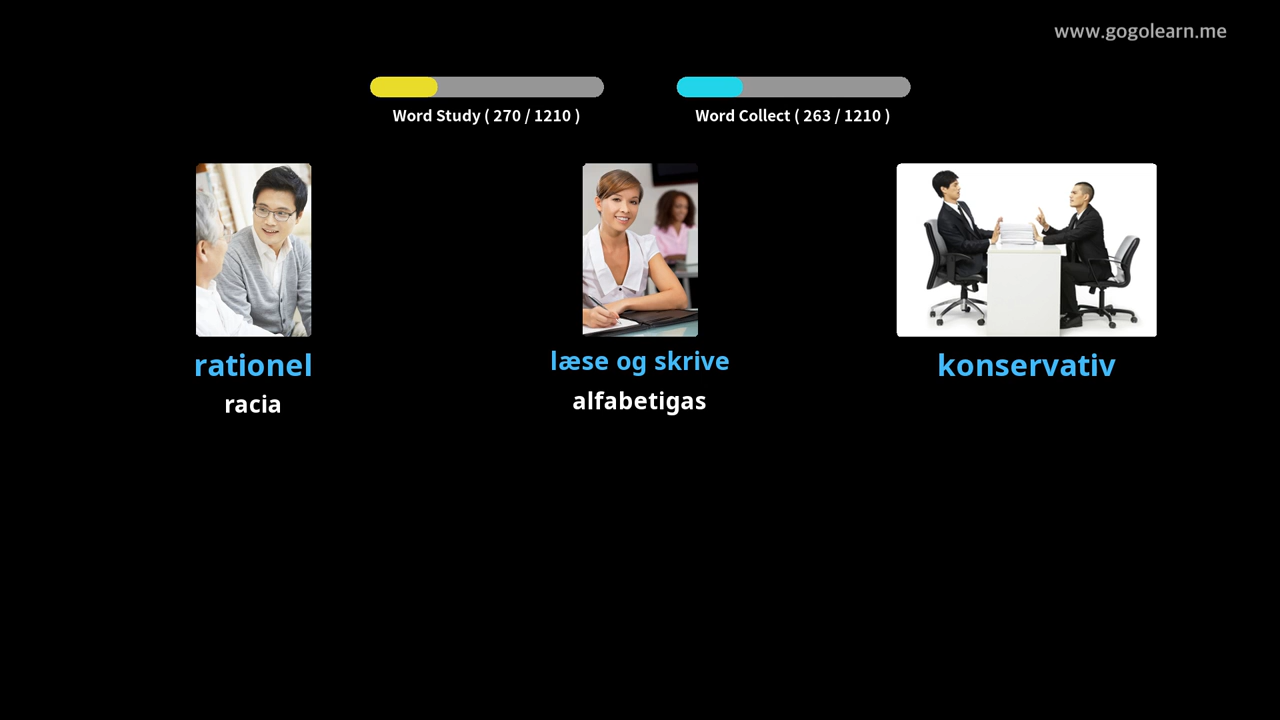 www.gogolearn.me
Word Study ( 270 / 1210 )
Word Collect ( 263 / 1210 )
rationel
læse og skrive
konservativ
racia
alfabetigas